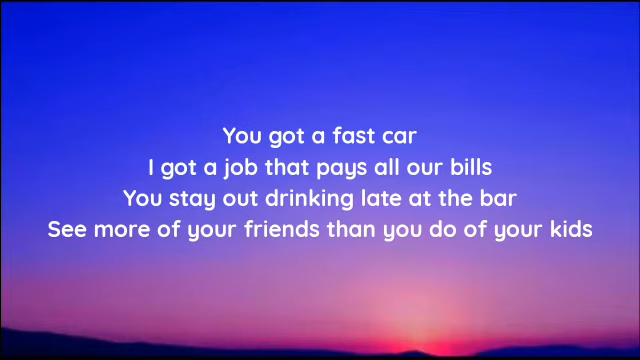 You got a fast car
I got a job that pays all our bills
You stay out drinking late at the bar
See more of your friends than you do of your kids